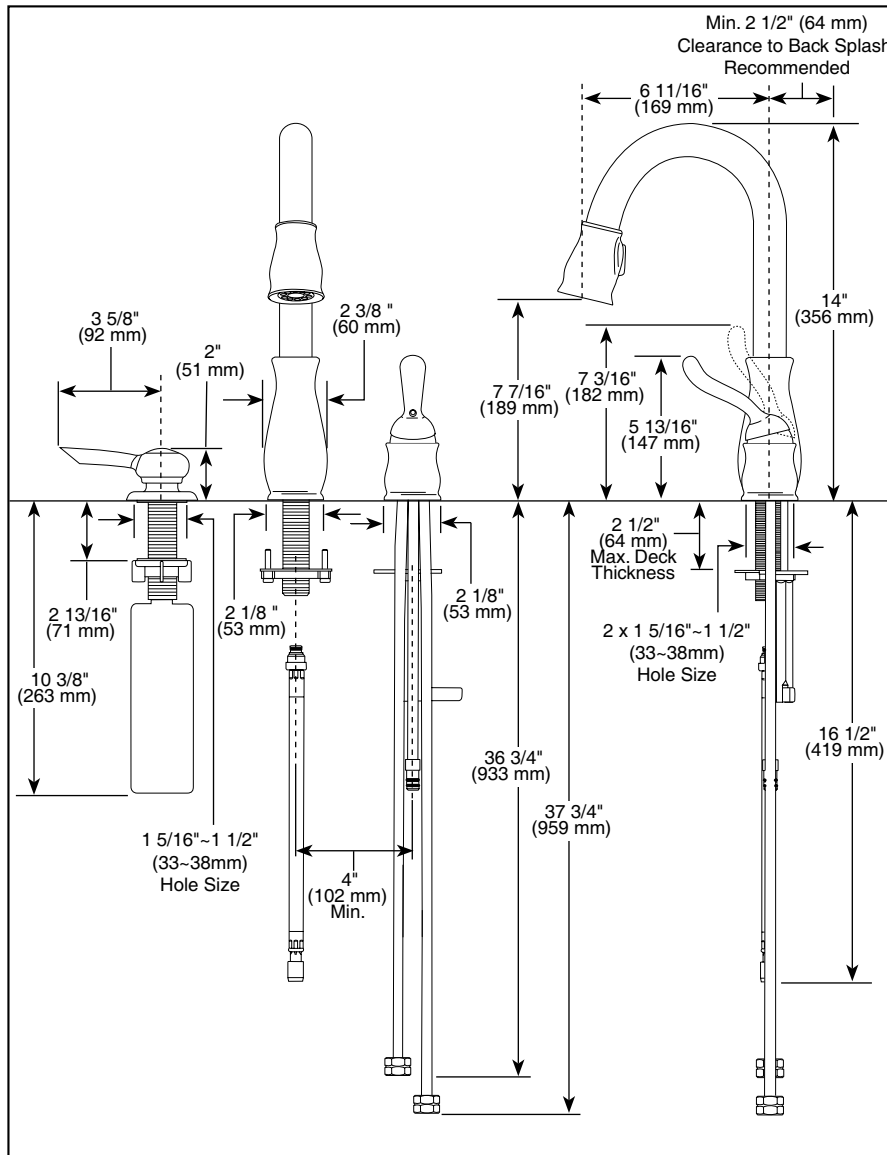 Min. 2 1/2" (64 mm)
Clearance to Back Splash
Recommended
6 11/16"
(169 mm)
3 5/8"
(92 mm)
2"
(51 mm)
2 3/8 "
(60 mm)
14"
(356 mm)
7 7/16"
(189 mm)
7 3/16"
(182 mm)
5 13/16"
(147 mm)
2 1/2"
(64 mm)
Max. Deck
Thickness
2 13/16"
(71 mm)
2 1/8 "
(53 mm)
2 1/8"
(53 mm)
2 x 1 5/16"~1 1/2"
(33~38mm)
Hole Size
10 3/8"
(263 mm)
36 3/4"
(933 mm)
16 1/2"
(419 mm)
37 3/4"
(959 mm)
1 5/16"~1 1/2"
(33~38mm)
Hole Size
4"
(102 mm)
Min.